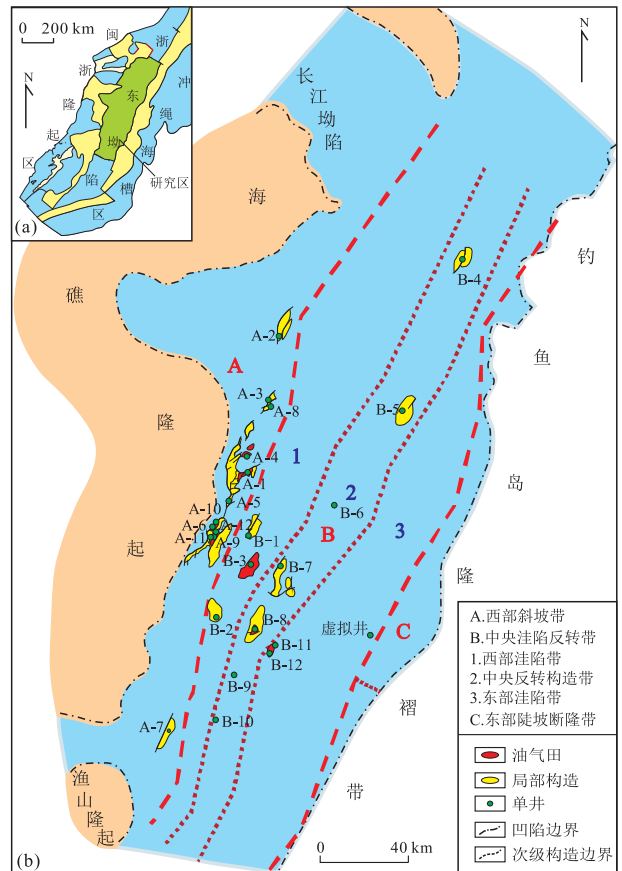 0 200 km
N
闽
浙
隆
起
区
浙
冲
绳
海
槽
东
坳
陷
区
研究区
(a)
N
长
江
坳
陷
海
礁
隆
起
钓
鱼
岛
隆
褶
带
渔
山
隆
起
A
B
C
1
2
3
B-4
A-2
A-3
A-8
B-5
A-4
A-1
A-5
A-10
A-6
A-12
A-11
A-9
B-1
B-6
B-3
B-7
B-2
B-8
B-11
B-12
B-9
B-10
A-7
虚拟井
A.西部斜坡带
B.中央洼陷反转带
1.西部洼陷带
2.中央反转构造带
3.东部洼陷带
C.东部陡坡断隆带
油气田
局部构造
单井
凹陷边界
次级构造边界
(b)
0 40 km